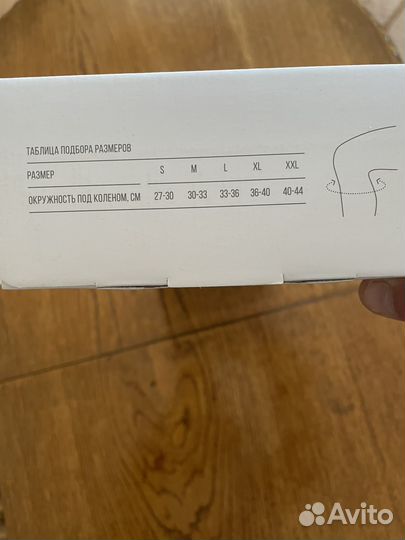 ТАБЛИЦА ПОДБОРА РАЗМЕРОВ
РАЗМЕР S M L XL XXL
ОКРУЖНОСТЬ ПОД КОЛЕНОМ, СМ 27-30 30-33 33-36 36-40 40-44
Avito